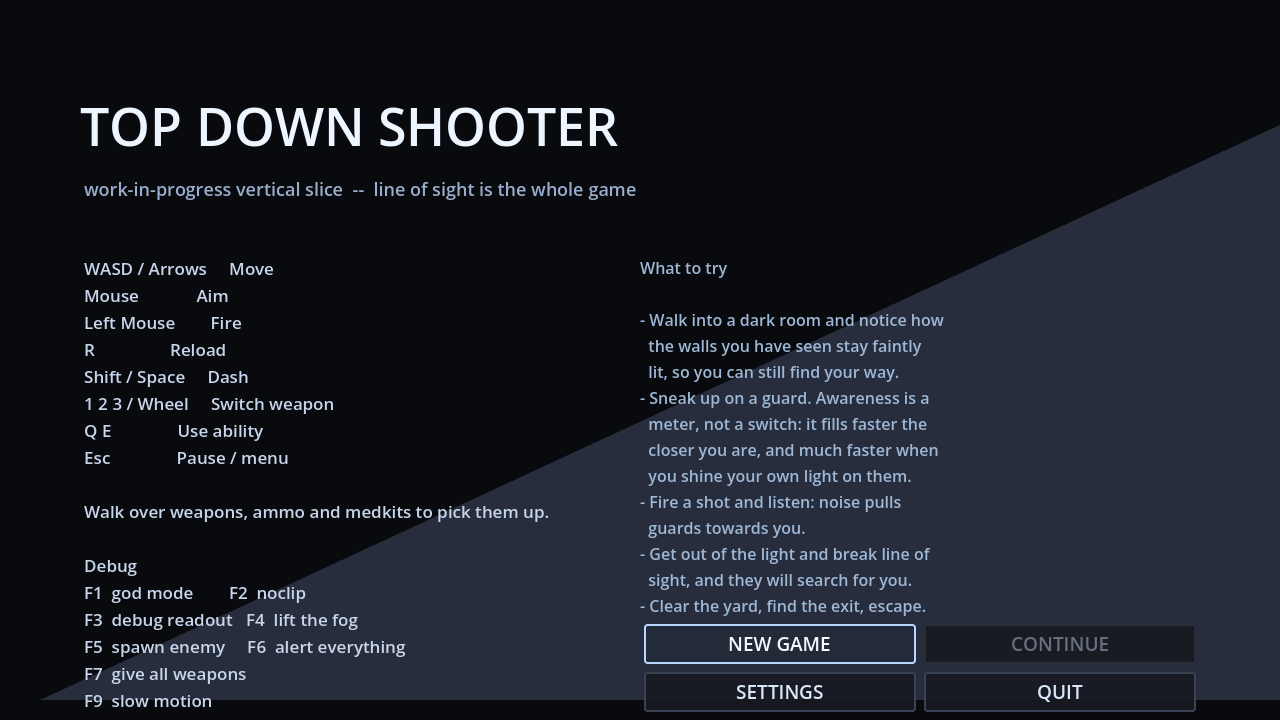 TOP DOWN SHOOTER
work-in-progress vertical slice -- line of sight is the whole game
WASD / Arrows Move
Mouse Aim
Left Mouse Fire
R Reload
Shift / Space Dash
1 2 3 / Wheel Switch weapon
Q E Use ability
Esc Pause / menu
Walk over weapons, ammo and medkits to pick them up.
Debug
F1 god mode F2 noclip
F3 debug readout F4 lift the fog
F5 spawn enemy F6 alert everything
F7 give all weapons
F9 slow motion
What to try
- Walk into a dark room and notice how
the walls you have seen stay faintly
lit, so you can still find your way.
- Sneak up on a guard. Awareness is a
meter, not a switch: it fills faster the
closer you are, and much faster when
you shine your own light on them.
- Fire a shot and listen: noise pulls
guards towards you.
- Get out of the light and break line of
sight, and they will search for you.
- Clear the yard, find the exit, escape.
NEW GAME
CONTINUE
SETTINGS
QUIT